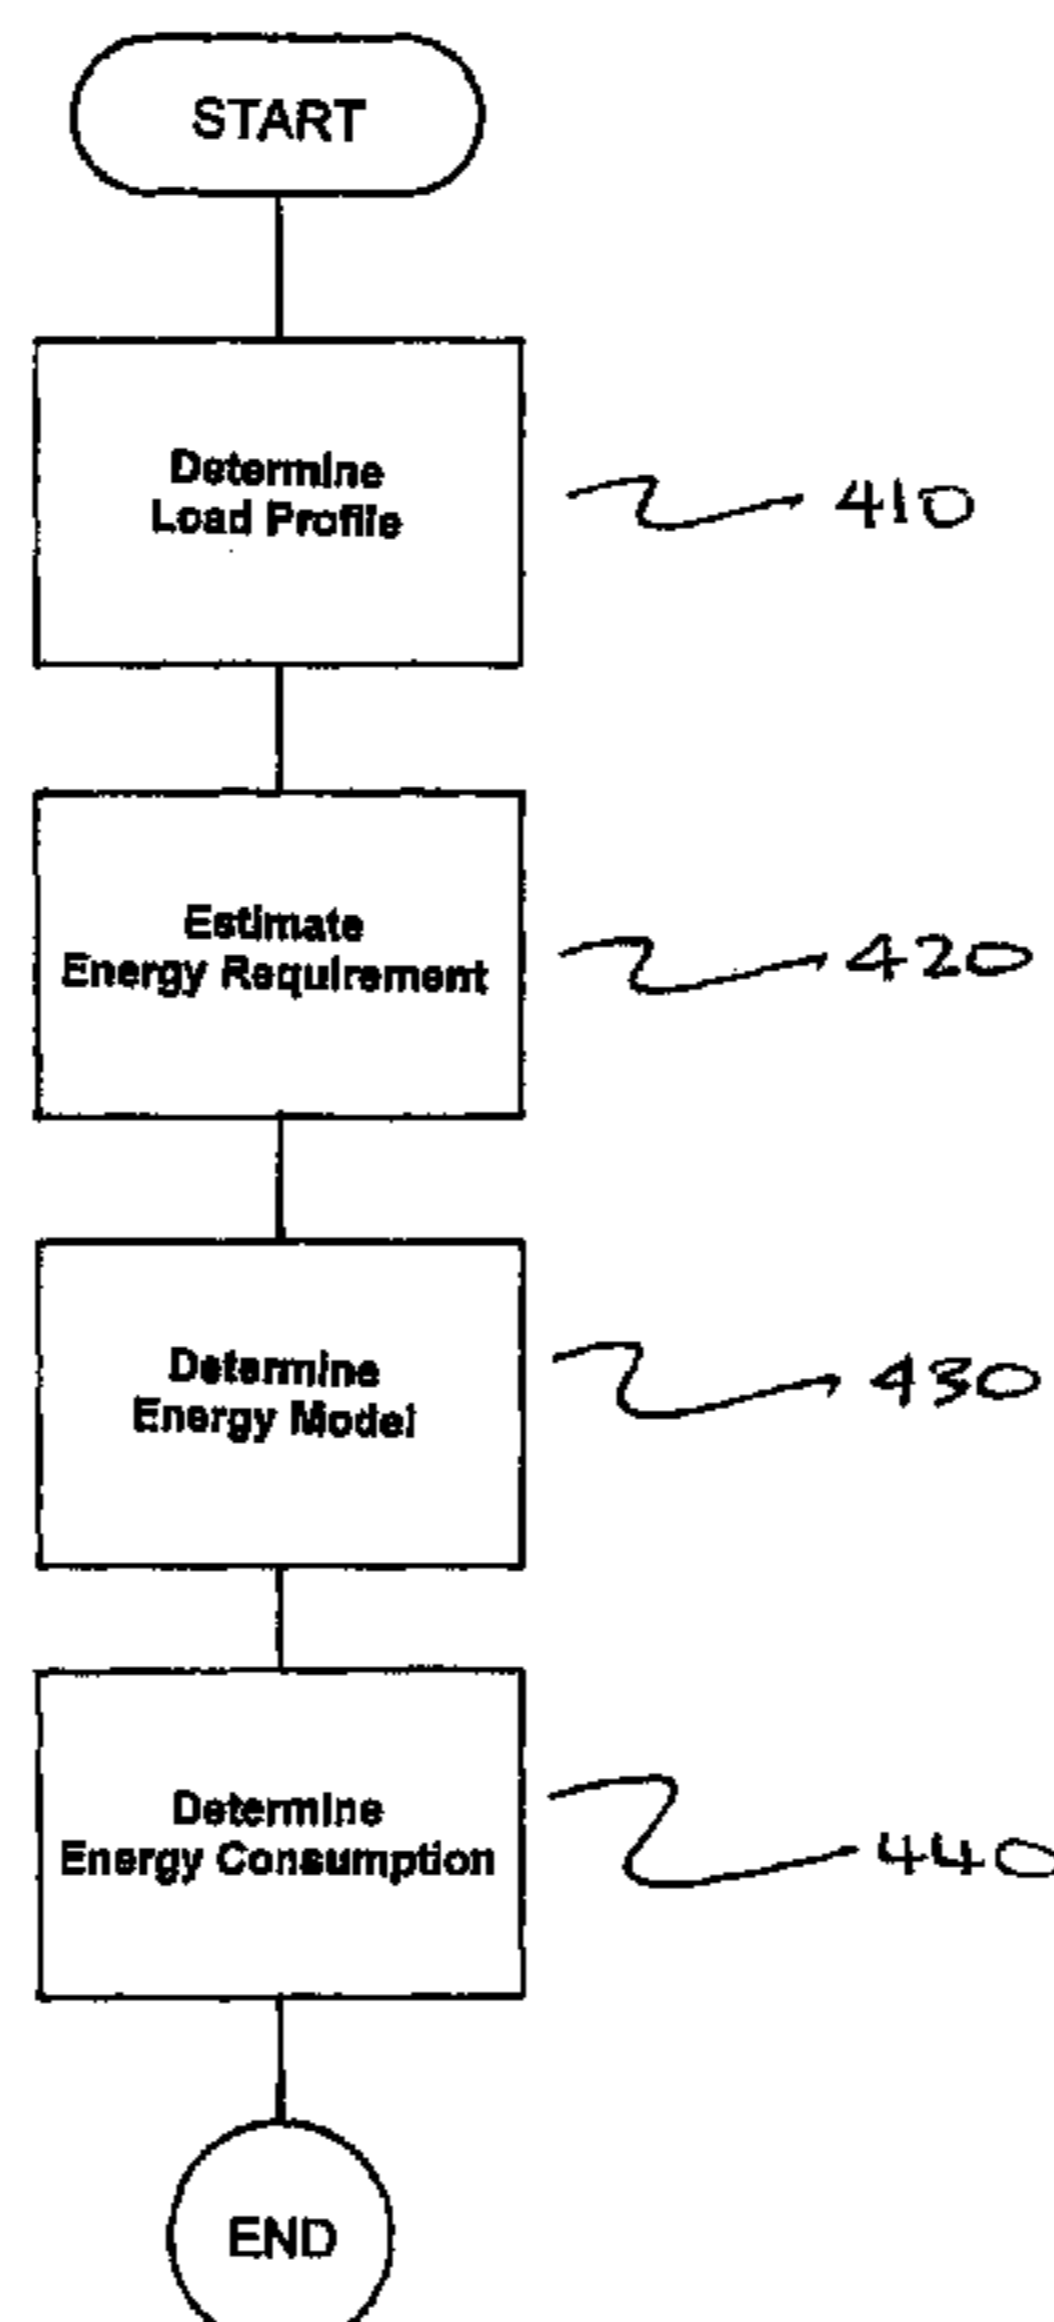 START
Determine
Load Profile
410
Estimate
Energy Requirement
420
Determine
Energy Model
430
Determine
Energy Consumption
440
END